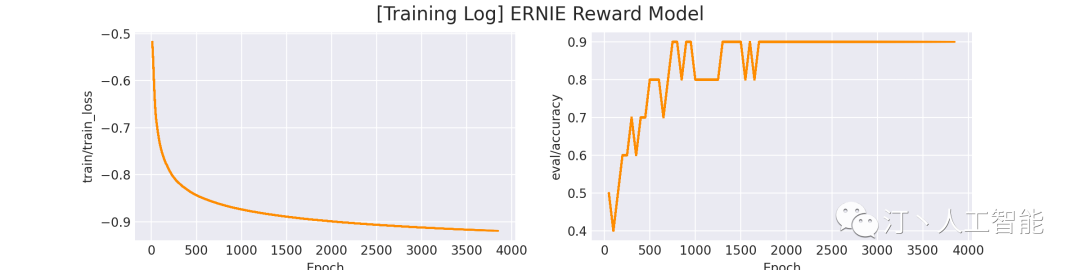 [Training Log] ERNIE Reward Model
train/train_loss
−0.5
−0.6
−0.7
−0.8
−0.9
0 500 1000 1500 2000 2500 3000 3500 4000
Epoch
eval/accuracy
0.9
0.8
0.7
0.6
0.5
0.4
0 500 1000 1500 2000 2500 3000 3500 4000
Epoch
汀丶人工智能